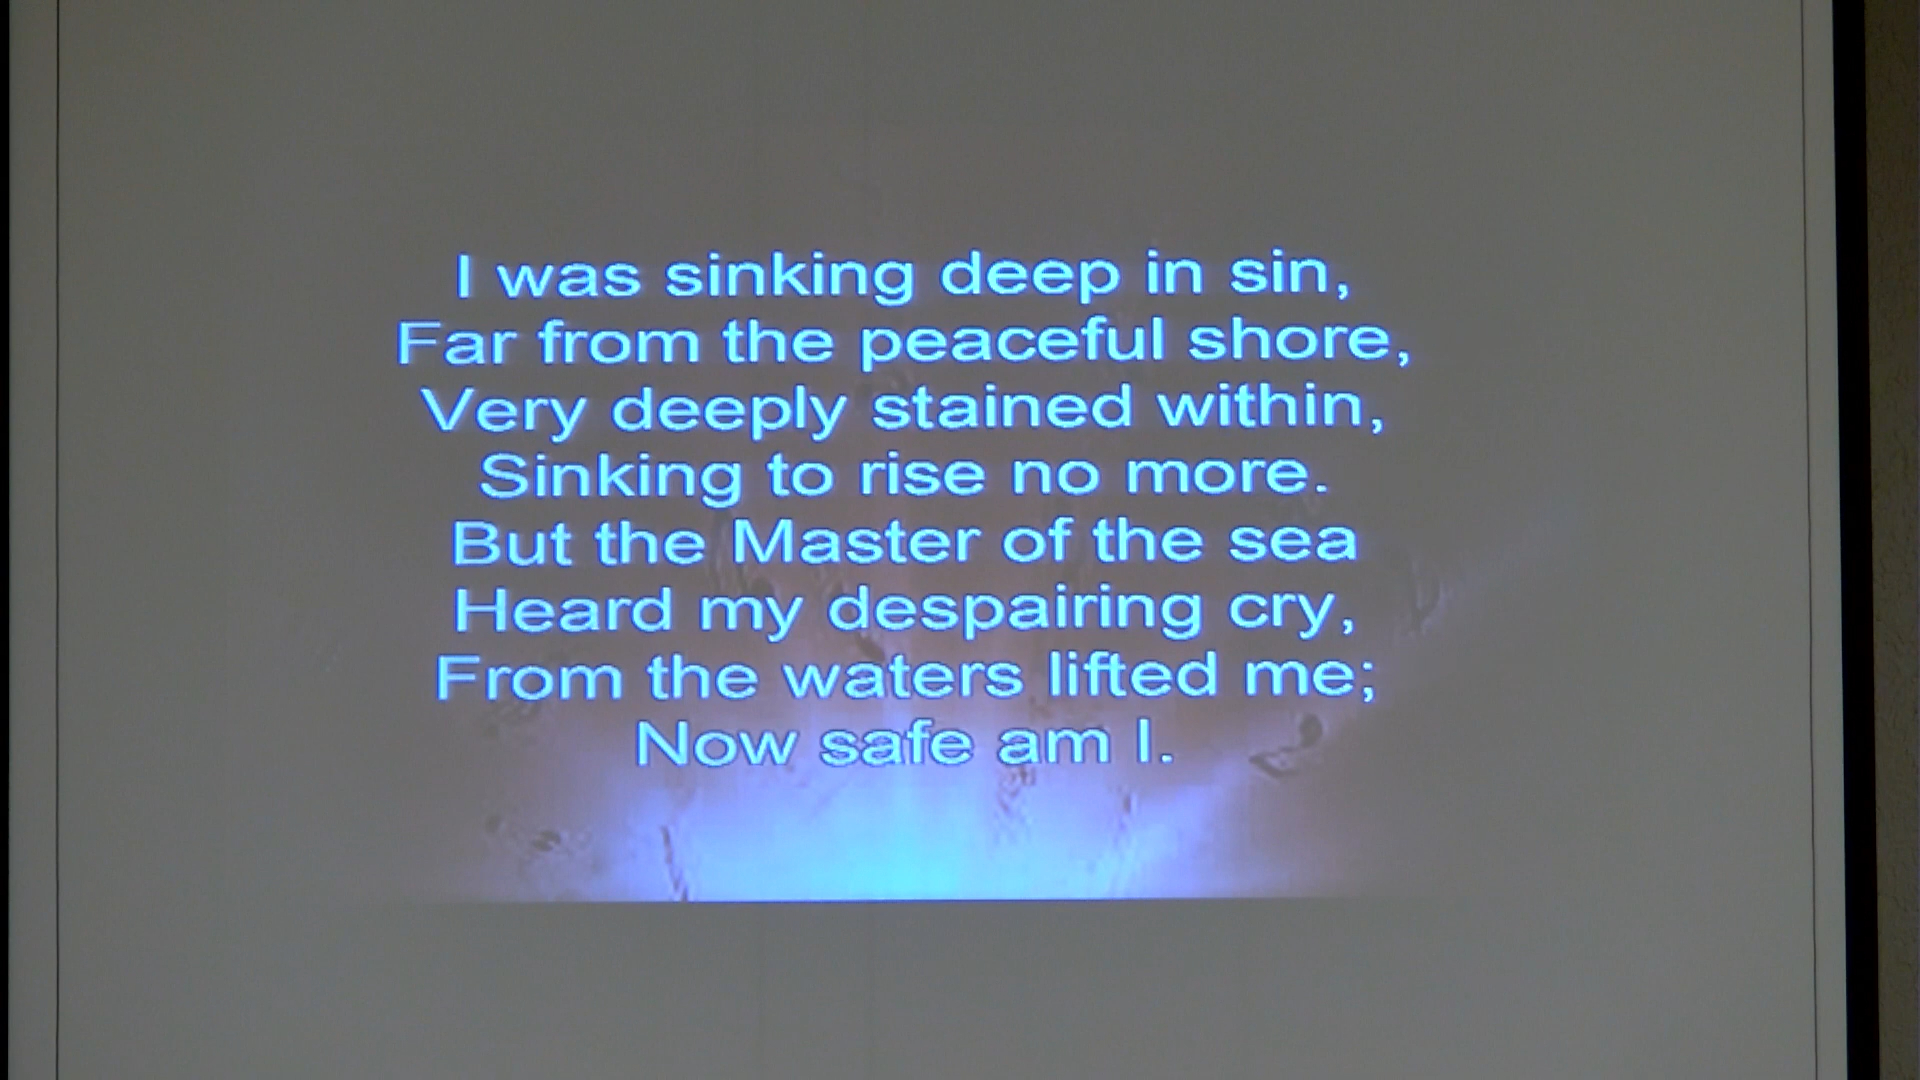 I was sinking deep in sin,
Far from the peaceful shore,
Very deeply stained within,
Sinking to rise no more.
But the Master of the sea
Heard my despairing cry,
From the waters lifted me;
Now safe am I.